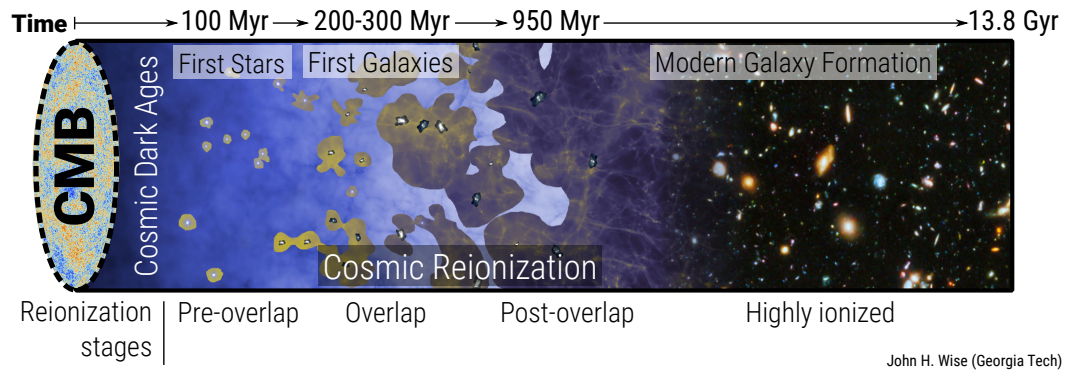 Time 100 Myr 200-300 Myr 950 Myr 13.8 Gyr
CMB
Cosmic Dark Ages
First Stars
First Galaxies
Modern Galaxy Formation
Cosmic Reionization
Reionization
stages
Pre-overlap
Overlap
Post-overlap
Highly ionized
John H. Wise (Georgia Tech)